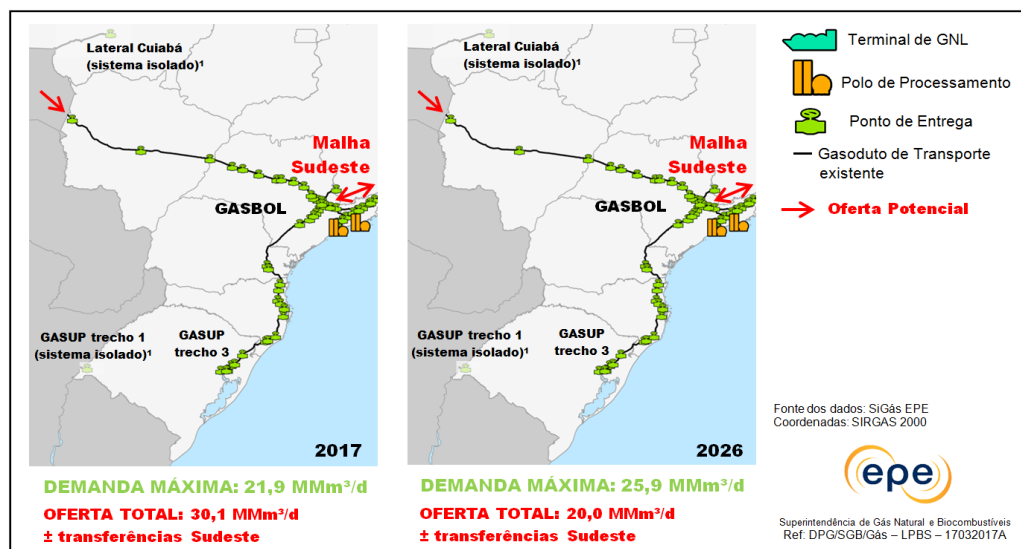 Lateral Cuiabá
(sistema isolado)¹
Malha
Sudeste
GASBOL
GASUP trecho 1
(sistema isolado)¹
GASUP
trecho 3
2017
DEMANDA MÁXIMA: 21,9 MMm³/d
OFERTA TOTAL: 30,1 MMm³/d
± transferências Sudeste
Lateral Cuiabá
(sistema isolado)¹
Malha
Sudeste
GASBOL
GASUP trecho 1
(sistema isolado)¹
GASUP
trecho 3
2026
DEMANDA MÁXIMA: 25,9 MMm³/d
OFERTA TOTAL: 20,0 MMm³/d
± transferências Sudeste
Terminal de GNL
Polo de Processamento
Ponto de Entrega
Gasoduto de Transporte
existente
Oferta Potencial
Fonte dos dados: SiGás EPE
Coordenadas: SIRGAS 2000
epe
Superintendência de Gás Natural e Biocombustíveis
Ref: DPG/SGB/Gás – LPBS – 17032017A